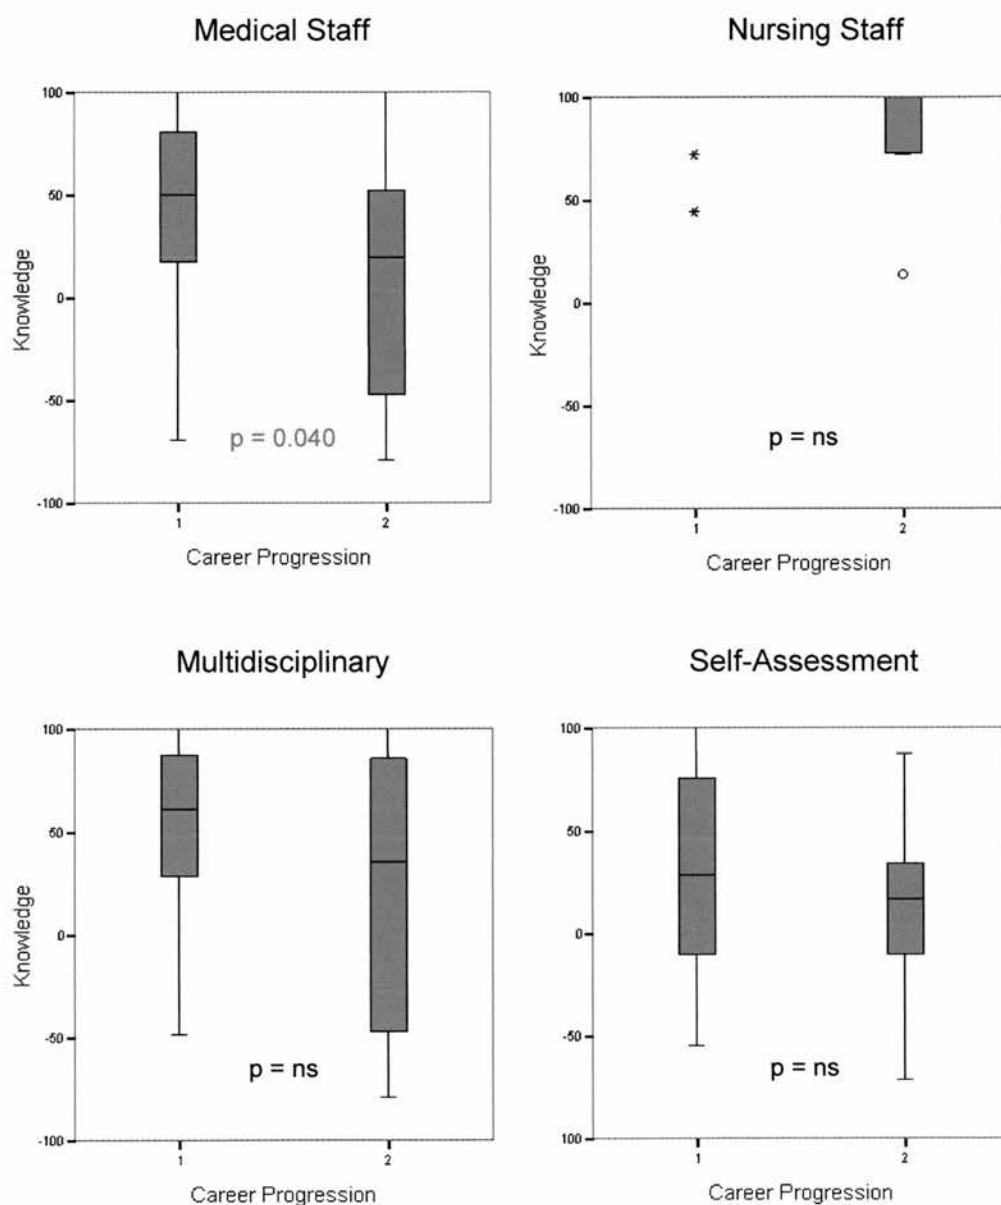 Medical Staff
Nursing Staff
100
50
0
-50
-100
Knowledge
p = 0.040
1
2
Career Progression
100
50
0
-50
-100
Knowledge
p = ns
1
2
Career Progression
Multidisciplinary
Self-Assessment
100
50
0
-50
-100
Knowledge
p = ns
1
2
Career Progression
100
50
0
-50
100
p = ns
1
2
Career Progression